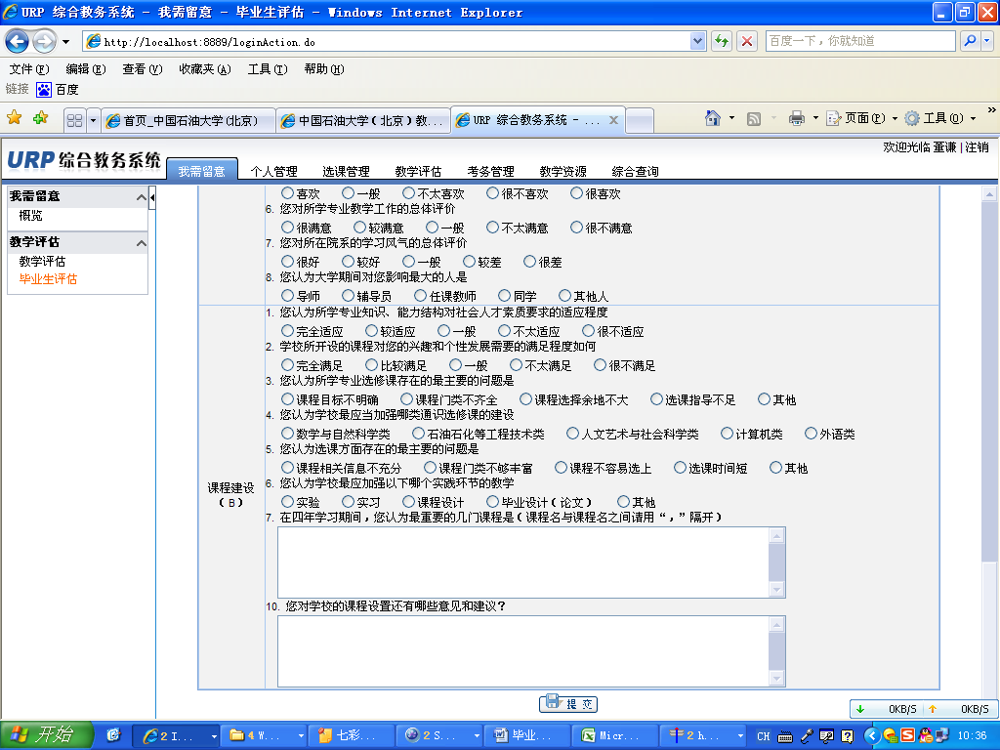 URP 综合教务系统 - 我需留意 - 毕业生评估 - Windows Internet Explorer
http://localhost:8889/loginAction.do
百度一下，你就知道
文件(F) 编辑(E) 查看(V) 收藏夹(A) 工具(T) 帮助(H)
链接 百度
首页_中国石油大学(北京) 中国石油大学（北京）教... URP 综合教务系统 - ... 页面(P) 工具(O)
欢迎光临 董谦 | 注销
URP 综合教务系统
我需留意 个人管理 选课管理 教学评估 考务管理 教学资源 综合查询
我需留意
概览
教学评估
教学评估
毕业生评估
喜欢 一般 不太喜欢 很不喜欢 很喜欢
6. 您对所学专业教学工作的总体评价
很满意 较满意 一般 不太满意 很不满意
7. 您对所在院系的学习风气的总体评价
很好 较好 一般 较差 很差
8. 您认为大学期间对您影响最大的人是
导师 辅导员 任课教师 同学 其他人
课程建设
（B）
1. 您认为所学专业知识、能力结构对社会人才素质要求的适应程度
完全适应 较适应 一般 不太适应 很不适应
2. 学校所开设的课程对您的兴趣和个性发展需要的满足程度如何
完全满足 比较满足 一般 不太满足 很不满足
3. 您认为所学专业选修课存在的最主要的问题是
课程目标不明确 课程门类不齐全 课程选择余地不大 选课指导不足 其他
4. 您认为学校最应当加强哪类通识选修课的建设
数学与自然科学类 石油石化等工程技术类 人文艺术与社会科学类 计算机类 外语类
5. 您认为选课方面存在的最主要的问题是
课程相关信息不充分 课程门类不够丰富 课程不容易选上 选课时间短 其他
6. 您认为学校最应加强以下哪个实践环节的教学
实验 实习 课程设计 毕业设计（论文） 其他
7. 在四年学习期间，您认为最重要的几门课程是（课程名与课程名之间请用“，”隔开）
10. 您对学校的课程设置还有哪些意见和建议？
提 交
0KB/S 0KB/S
开始 2 I... 4 W... 七彩... 2 S... 毕业... Micr... 2 h... CH 10:36